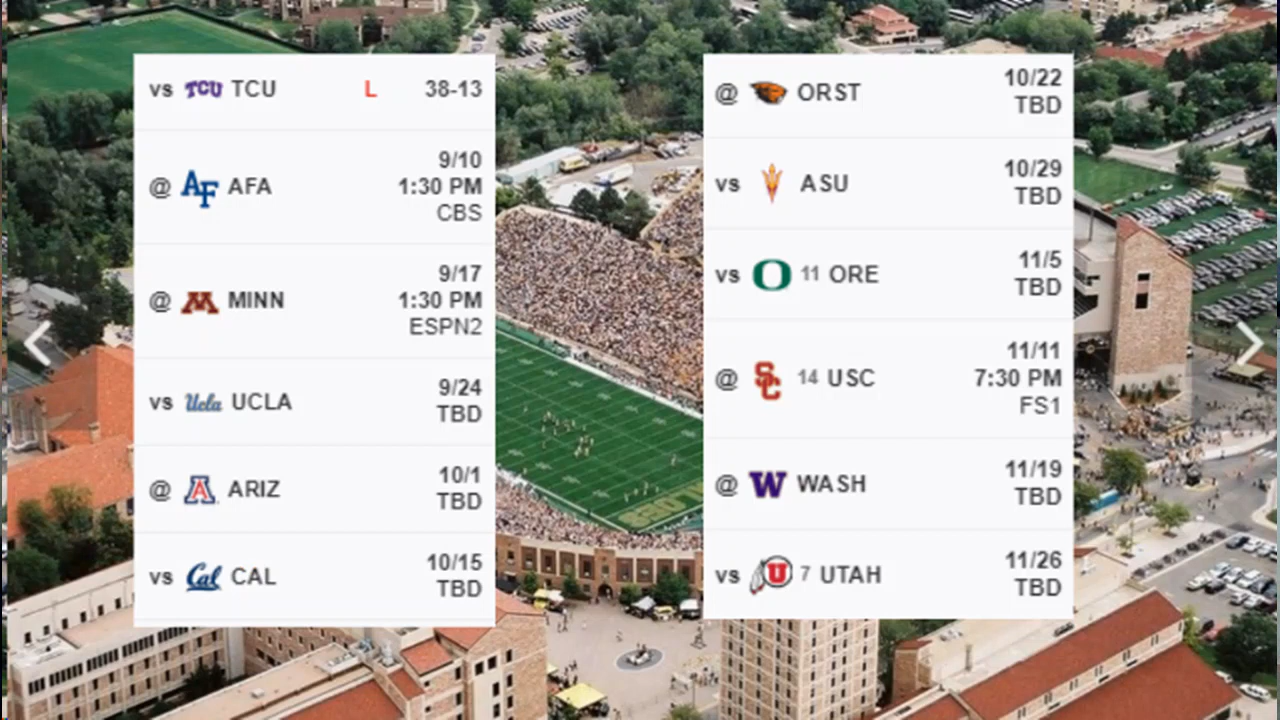 vs TCU TCU L 38-13
@ AF AFA 9/10
1:30 PM
CBS
@ M MINN 9/17
1:30 PM
ESPN2
vs Ucla UCLA 9/24
TBD
@ A ARIZ 10/1
TBD
vs Cal CAL 10/15
TBD
@ ORST 10/22
TBD
vs ASU 10/29
TBD
vs O 11 ORE 11/5
TBD
@ SC 14 USC 11/11
7:30 PM
FS1
@ W WASH 11/19
TBD
vs U 7 UTAH 11/26
TBD